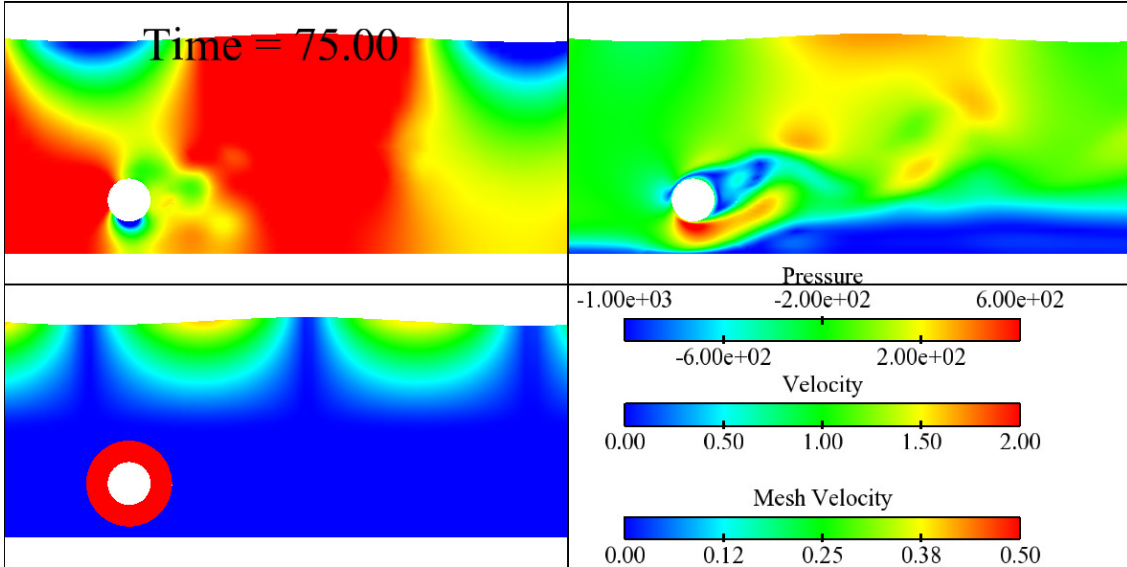 Time = 75.00
Pressure
-1.00e+03 -2.00e+02 6.00e+02
-6.00e+02 2.00e+02
Velocity
0.00 0.50 1.00 1.50 2.00
Mesh Velocity
0.00 0.12 0.25 0.38 0.50